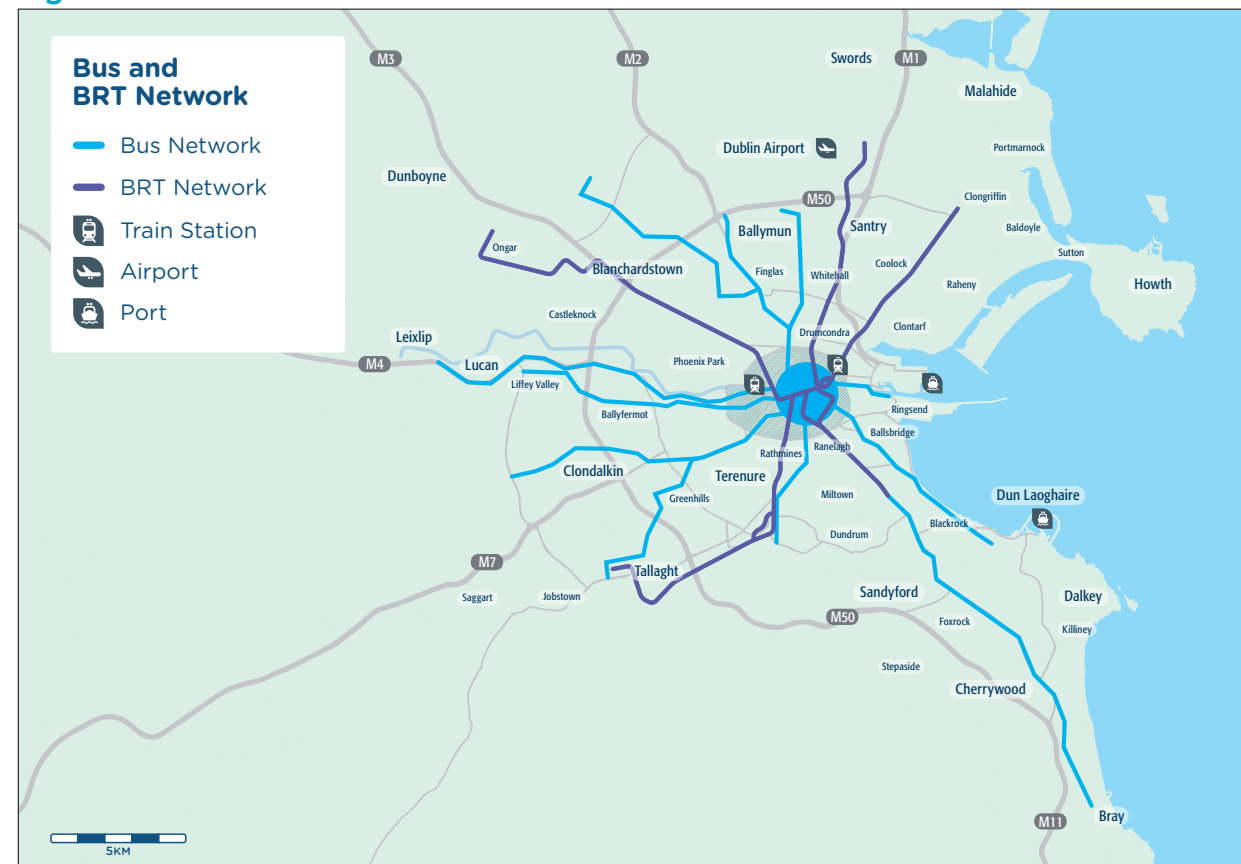 Bus and
BRT Network
Bus Network
BRT Network
Train Station
Airport
Port
M3
M2
Swords
M1
Malahide
Dublin Airport
Portmarnock
Dunboyne
M50
Clongriffin
Ballymun
Santry
Baldoyle
Ongar
Sutton
Blanchardstown
Finglas
Whitehall
Coolock
Raheny
Howth
Castleknock
Leixlip
Drumcondra
Clontarf
M4
Lucan
Phoenix Park
Liffey Valley
Ballyfermot
Ringsend
Ballsbridge
Rathmines
Ranelagh
Clondalkin
Terenure
Greenhills
Miltown
Dun Laoghaire
Blackrock
Dundrum
M7
Tallaght
Saggart
Jobstown
Sandyford
Dalkey
M50
Foxrock
Killiney
Stepaside
Cherrywood
M11
Bray
5KM